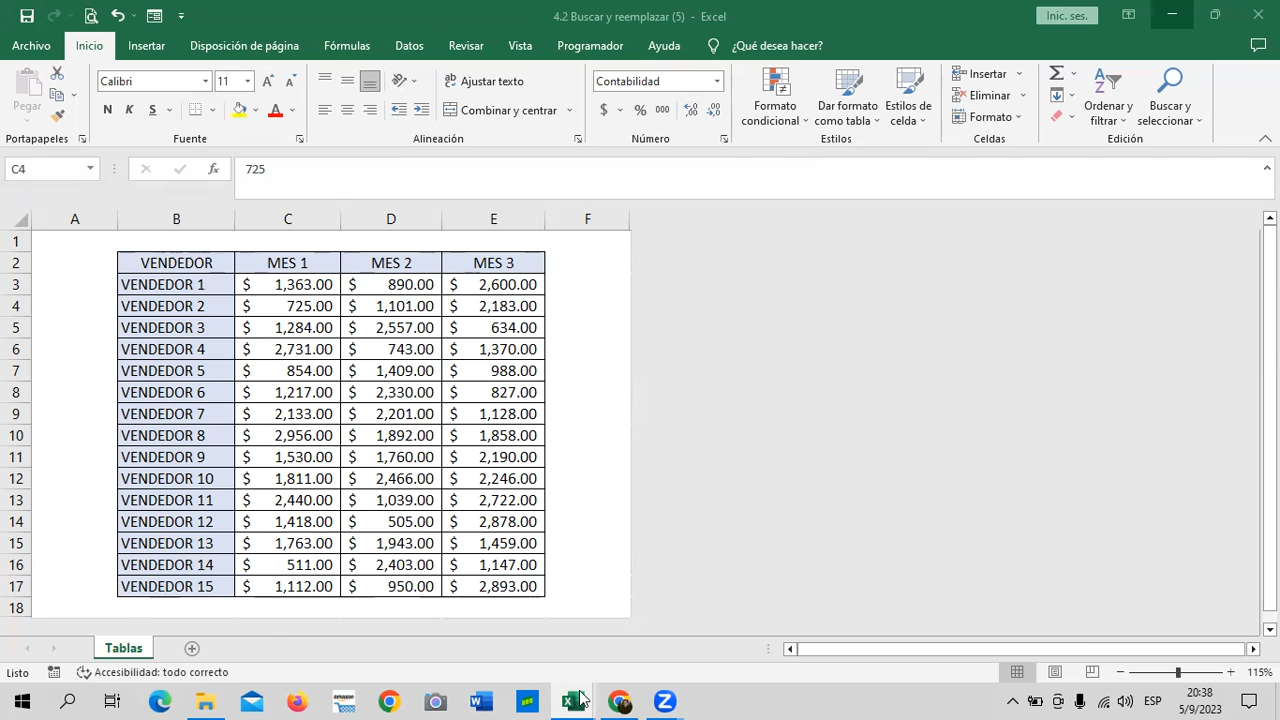 4.2 Buscar y reemplazar (5) - Excel
Inic. ses.
Archivo Inicio Insertar Disposición de página Fórmulas Datos Revisar Vista Programador Ayuda ¿Qué desea hacer?
Pegar
Calibri 11
N K S
Ajustar texto
Combinar y centrar
Contabilidad
$ % 000
Formato condicional
Dar formato como tabla
Estilos de celda
Insertar
Eliminar
Formato
Ordenar y filtrar
Buscar y seleccionar
Portapapeles Fuente Alineación Número Estilos Celdas Edición
C4 fx 725
A B C D E F
1
2 VENDEDOR MES 1 MES 2 MES 3
3 VENDEDOR 1 $ 1,363.00 $ 890.00 $ 2,600.00
4 VENDEDOR 2 $ 725.00 $ 1,101.00 $ 2,183.00
5 VENDEDOR 3 $ 1,284.00 $ 2,557.00 $ 634.00
6 VENDEDOR 4 $ 2,731.00 $ 743.00 $ 1,370.00
7 VENDEDOR 5 $ 854.00 $ 1,409.00 $ 988.00
8 VENDEDOR 6 $ 1,217.00 $ 2,330.00 $ 827.00
9 VENDEDOR 7 $ 2,133.00 $ 2,201.00 $ 1,128.00
10 VENDEDOR 8 $ 2,956.00 $ 1,892.00 $ 1,858.00
11 VENDEDOR 9 $ 1,530.00 $ 1,760.00 $ 2,190.00
12 VENDEDOR 10 $ 1,811.00 $ 2,466.00 $ 2,246.00
13 VENDEDOR 11 $ 2,440.00 $ 1,039.00 $ 2,722.00
14 VENDEDOR 12 $ 1,418.00 $ 505.00 $ 2,878.00
15 VENDEDOR 13 $ 1,763.00 $ 1,943.00 $ 1,459.00
16 VENDEDOR 14 $ 511.00 $ 2,403.00 $ 1,147.00
17 VENDEDOR 15 $ 1,112.00 $ 950.00 $ 2,893.00
18
Tablas
Listo Accesibilidad: todo correcto 115%
ESP 20:38
5/9/2023